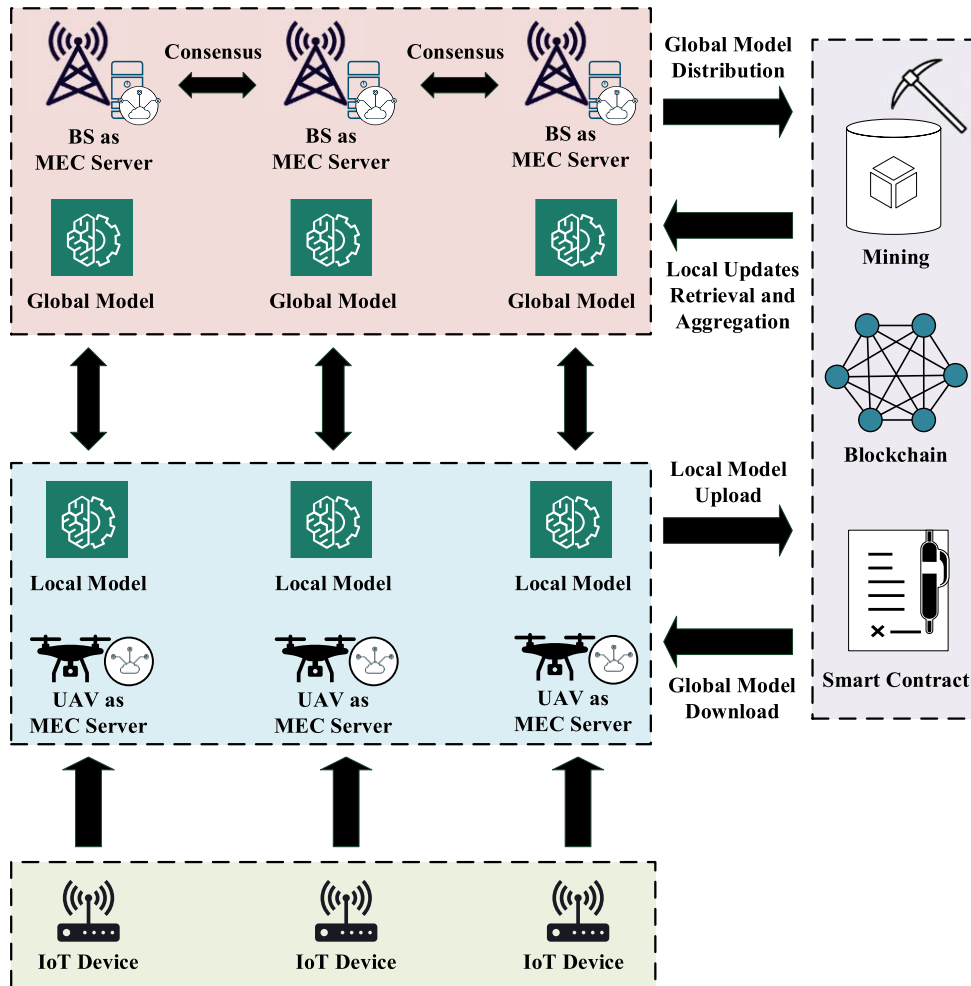 Consensus
Consensus
BS as
MEC Server
BS as
MEC Server
BS as
MEC Server
Global Model
Global Model
Global Model
Global Model
Distribution
Local Updates
Retrieval and
Aggregation
Mining
Blockchain
Smart Contract
Local Model
Local Model
Local Model
UAV as
MEC Server
UAV as
MEC Server
UAV as
MEC Server
Local Model
Upload
Global Model
Download
IoT Device
IoT Device
IoT Device